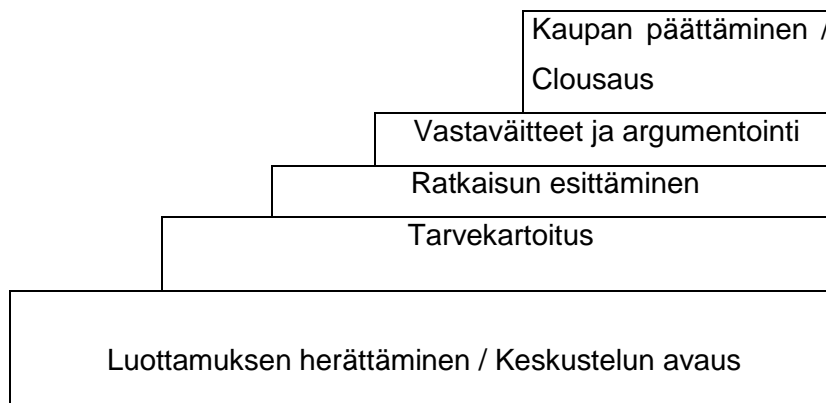 Kaupan päättäminen /
Clousaus
Vastaväitteet ja argumentointi
Ratkaisun esittäminen
Tarvekartoitus
Luottamuksen herättäminen / Keskustelun avaus